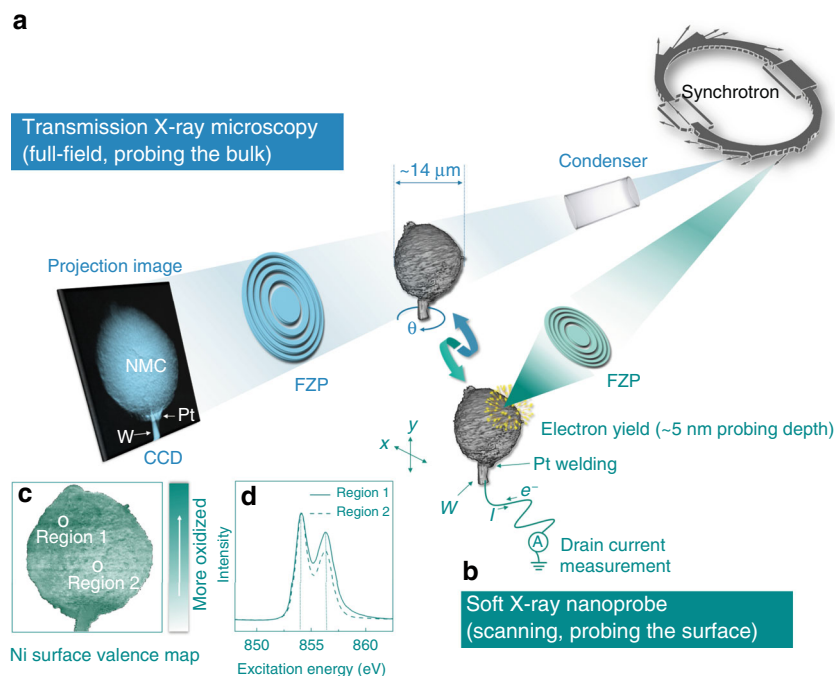 a
Synchrotron
Transmission X-ray microscopy
(full-field, probing the bulk)
Condenser
~14 μm
Projection image
θ
NMC
FZP
FZP
Pt
W
CCD
y
x
Electron yield (~5 nm probing depth)
Pt welding
W
e⁻
I
A
Drain current
measurement
c
Region 1
Region 2
More oxidized
Ni surface valence map
d
Region 1
Region 2
Intensity
850
855
860
Excitation energy (eV)
b
Soft X-ray nanoprobe
(scanning, probing the surface)